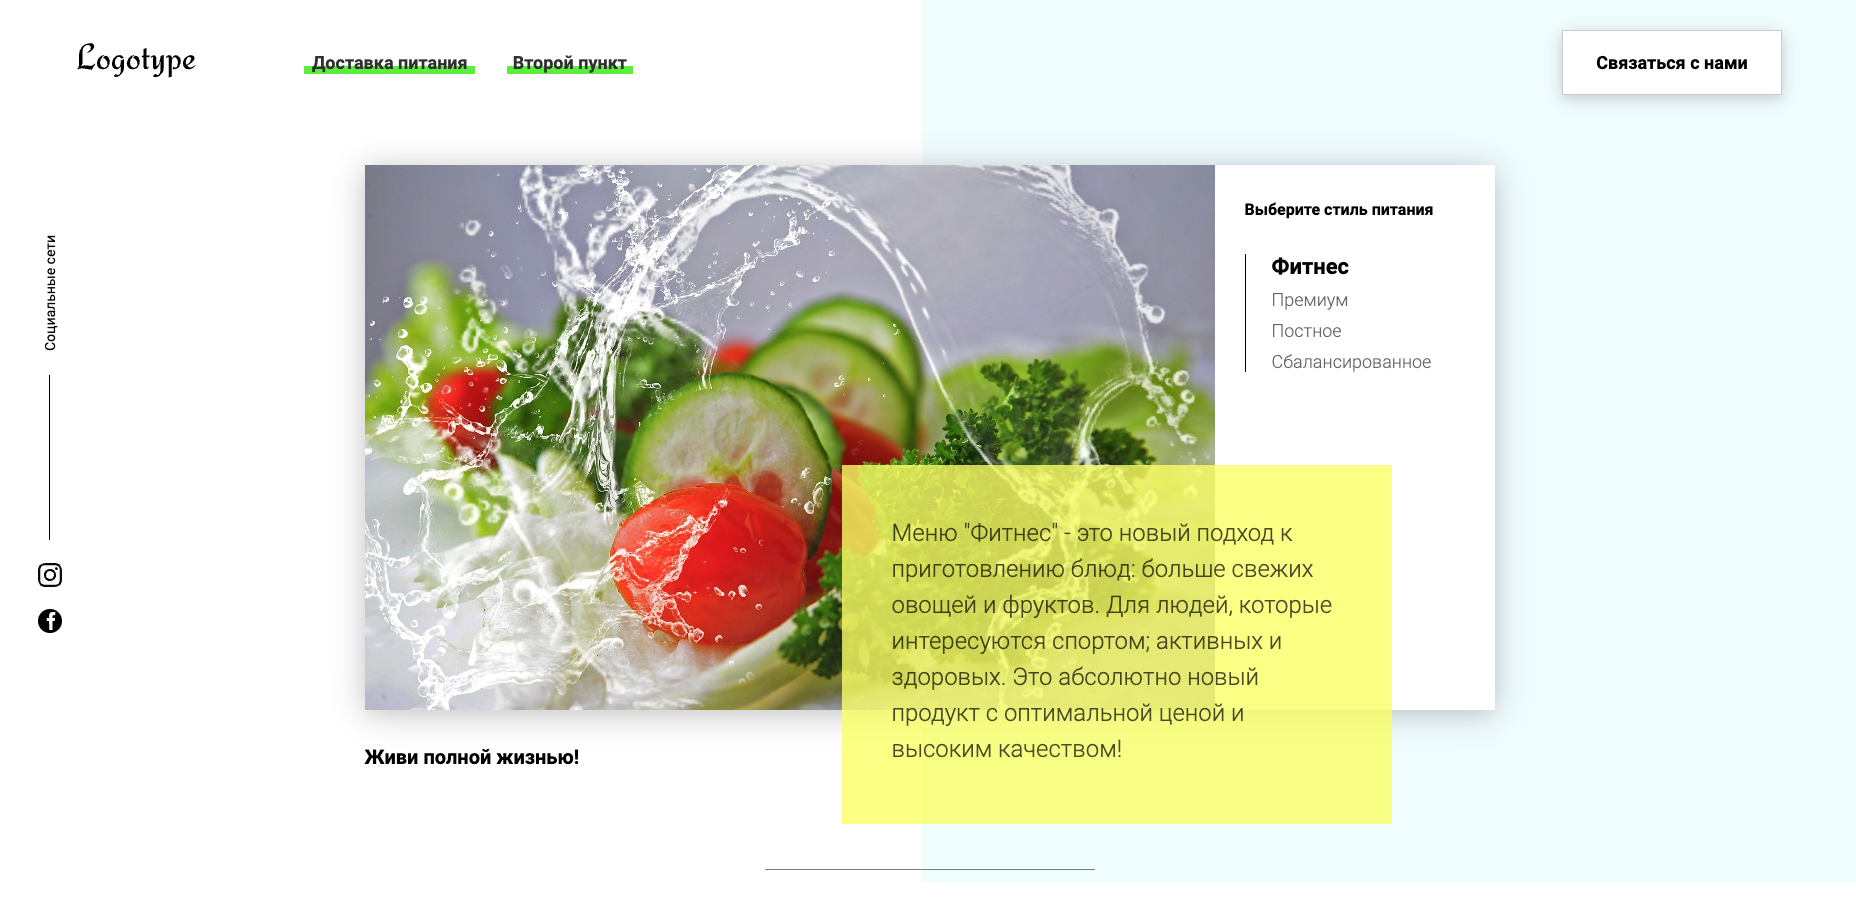 Logotype
Доставка питания
Второй пункт
Связаться с нами
Социальные сети
Выберите стиль питания
Фитнес
Премиум
Постное
Сбалансированное
Меню "Фитнес" - это новый подход к
приготовлению блюд: больше свежих
овощей и фруктов. Для людей, которые
интересуются спортом; активных и
здоровых. Это абсолютно новый
продукт с оптимальной ценой и
высоким качеством!
Живи полной жизнью!